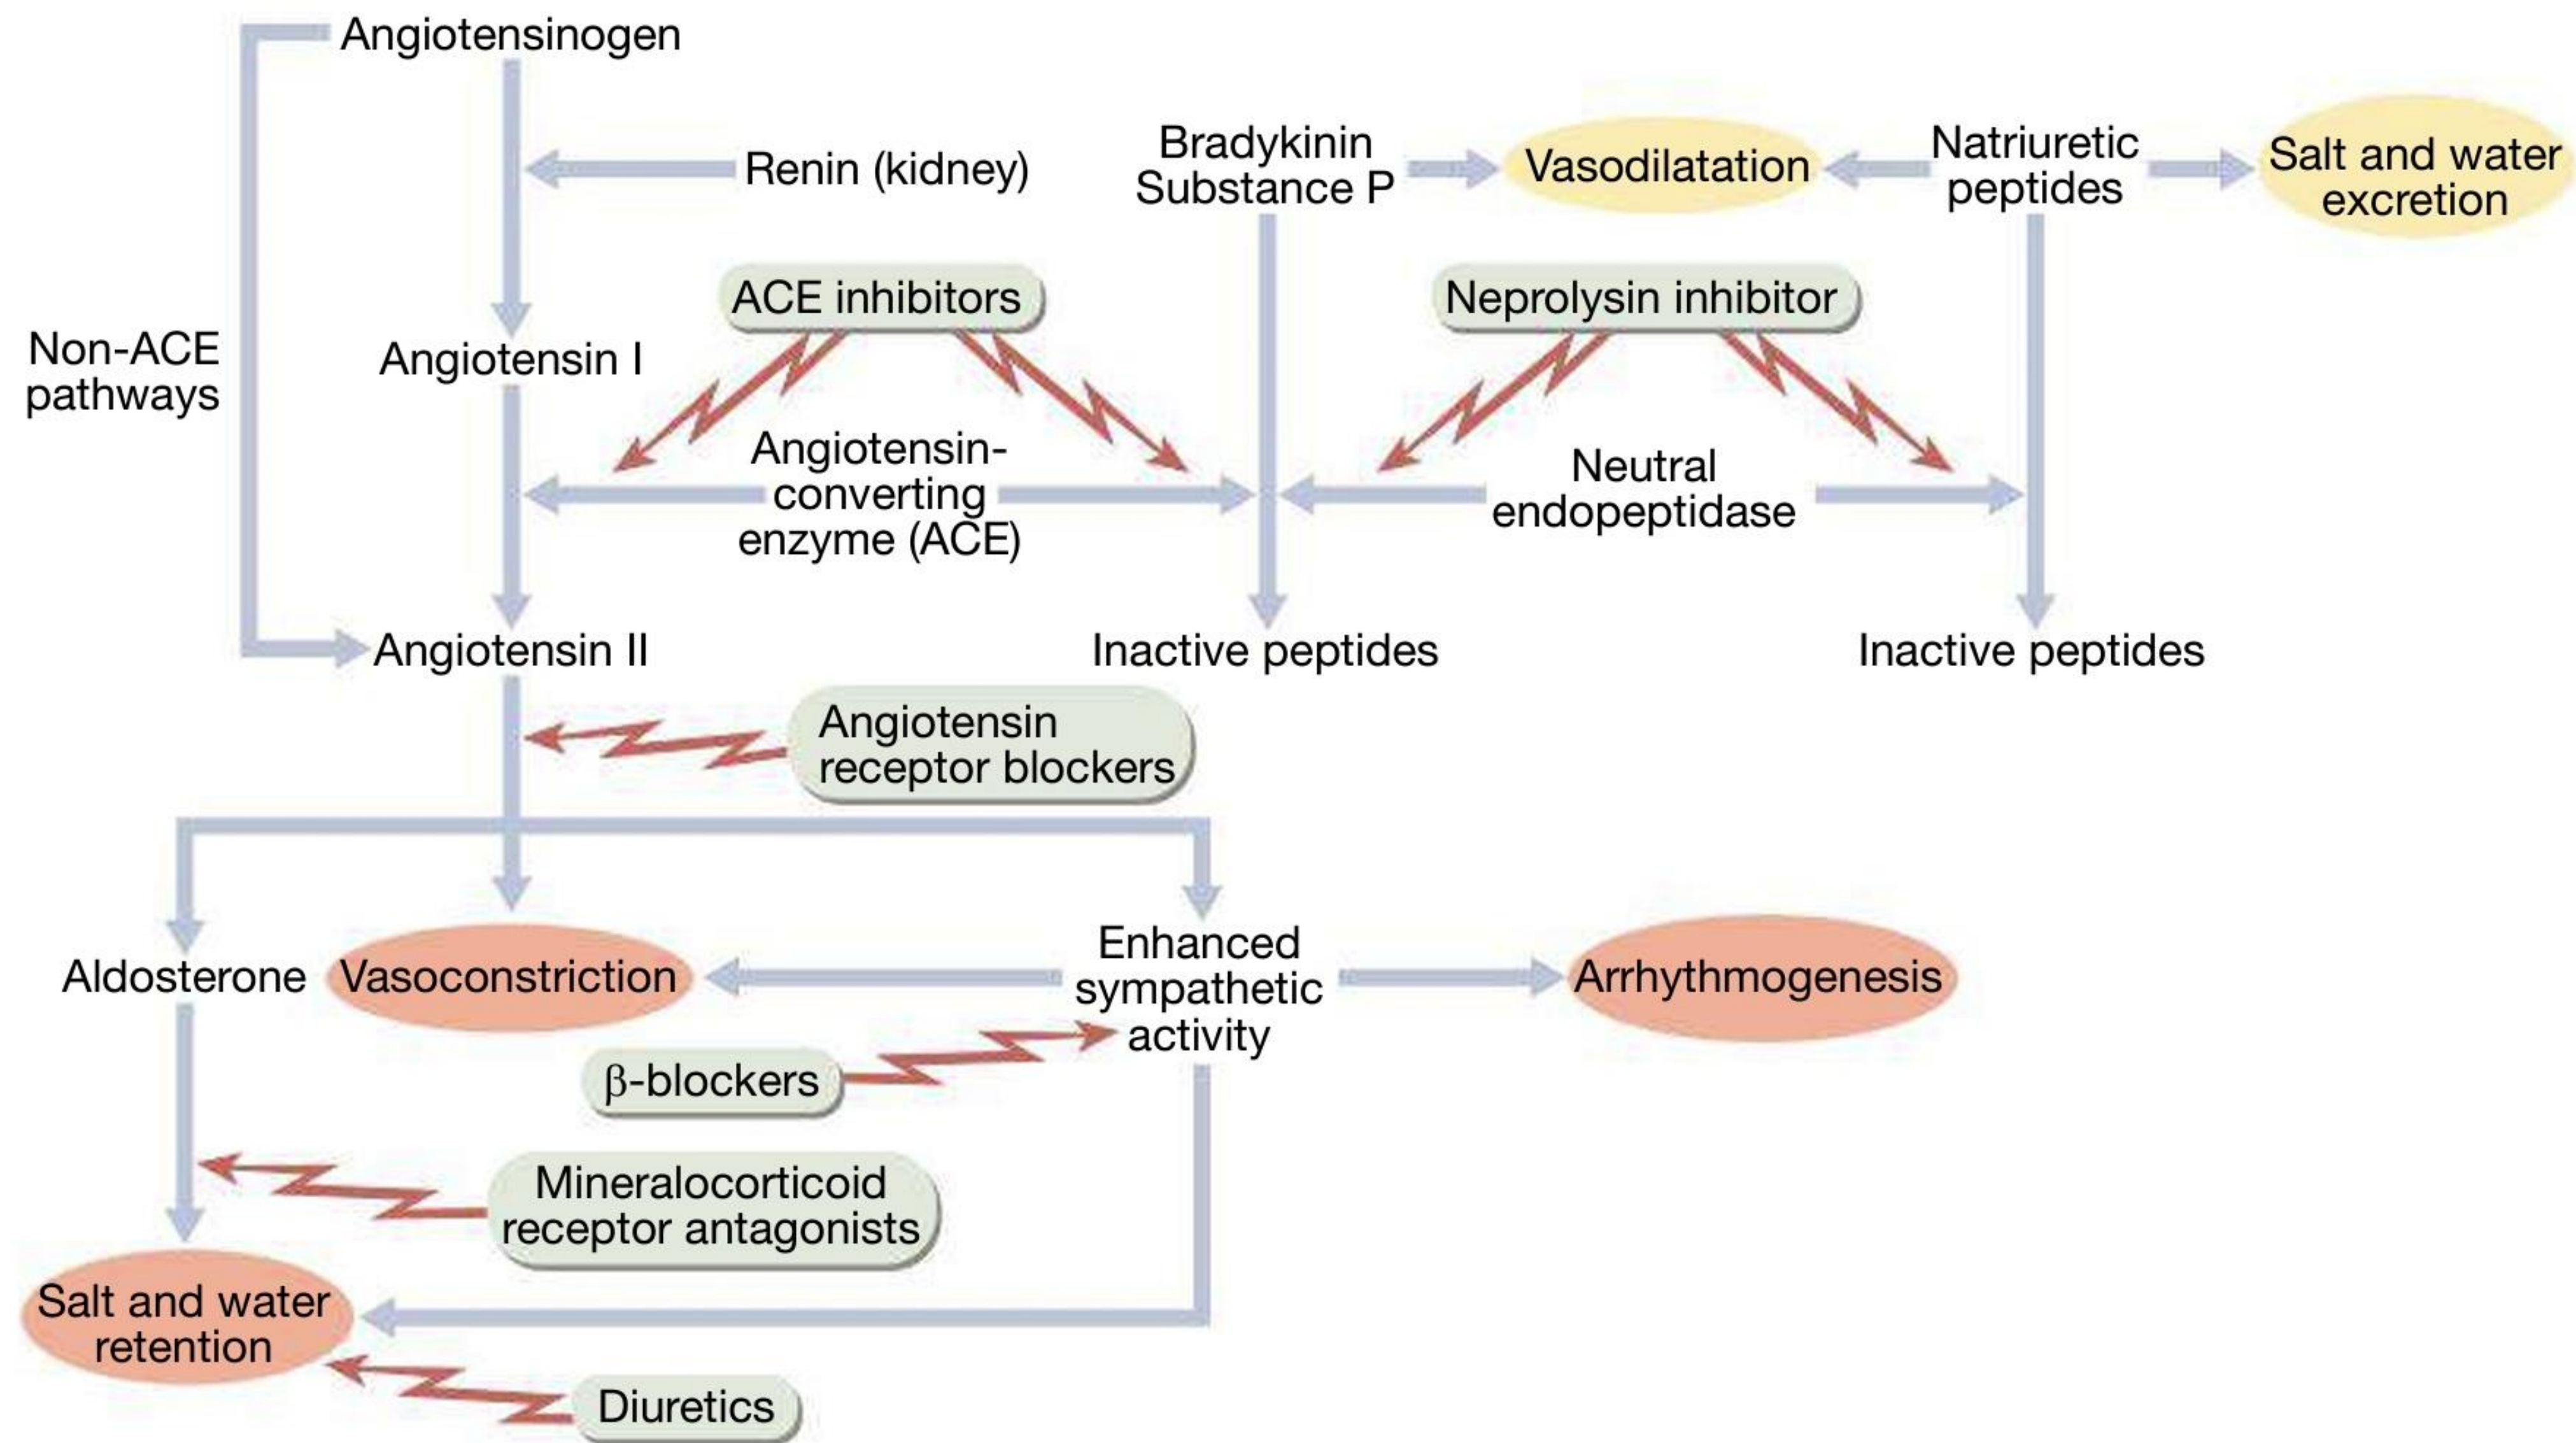 Angiotensinogen
Renin (kidney)
Bradykinin
Substance P
Vasodilatation
Natriuretic
peptides
Salt and water
excretion
ACE inhibitors
Neprolysin inhibitor
Non-ACE
pathways
Angiotensin I
Angiotensin-
converting
enzyme (ACE)
Neutral
endopeptidase
Angiotensin II
Inactive peptides
Inactive peptides
Angiotensin
receptor blockers
Aldosterone
Vasoconstriction
Enhanced
sympathetic
activity
Arrhythmogenesis
β-blockers
Mineralocorticoid
receptor antagonists
Salt and water
retention
Diuretics